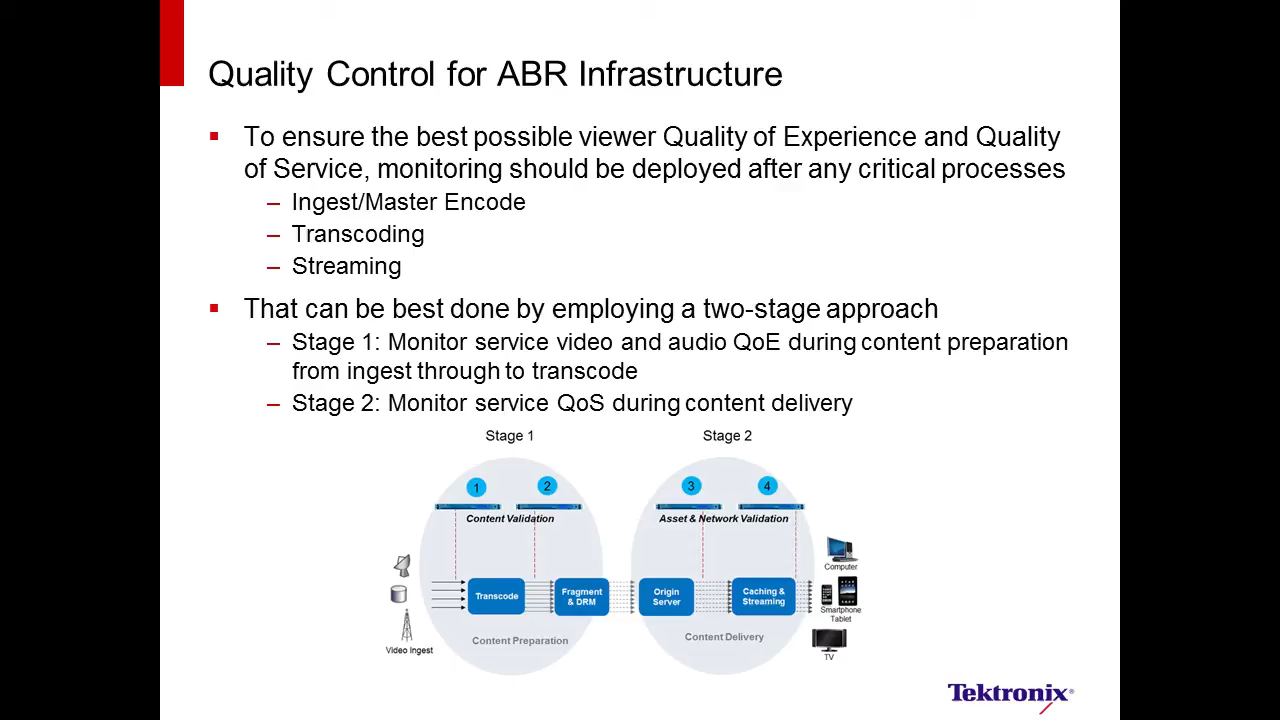 Quality Control for ABR Infrastructure
▪ To ensure the best possible viewer Quality of Experience and Quality
of Service, monitoring should be deployed after any critical processes
– Ingest/Master Encode
– Transcoding
– Streaming
▪ That can be best done by employing a two-stage approach
– Stage 1: Monitor service video and audio QoE during content preparation
from ingest through to transcode
– Stage 2: Monitor service QoS during content delivery
Stage 1
Stage 2
1
2
3
4
Content Validation
Asset & Network Validation
Transcode
Fragment
& DRM
Origin
Server
Caching &
Streaming
Content Preparation
Content Delivery
Video Ingest
Computer
Smartphone
Tablet
TV
Tektronix®